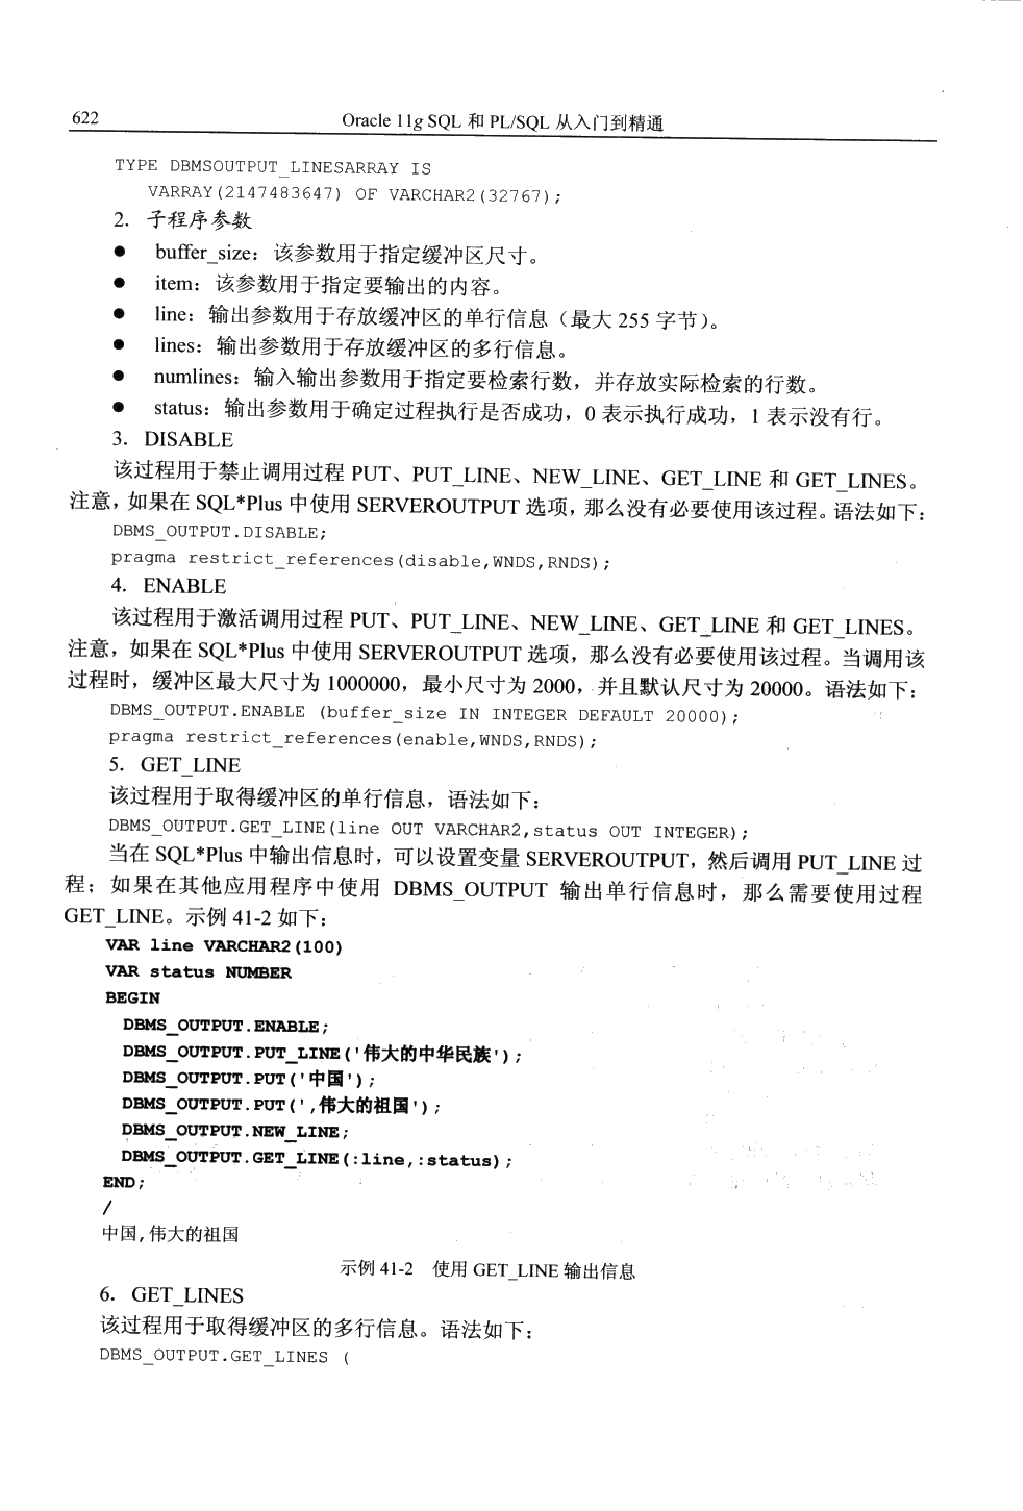 622
Oracle 11g SQL 和 PL/SQL 从入门到精通
TYPE DBMSOUTPUT_LINESARRAY IS
VARRAY(2147483647) OF VARCHAR2(32767);
2. 子程序参数
● buffer_size：该参数用于指定缓冲区尺寸。
● item：该参数用于指定要输出的内容。
● line：输出参数用于存放缓冲区的单行信息（最大 255 字节）。
● lines：输出参数用于存放缓冲区的多行信息。
● numlines：输入输出参数用于指定要检索行数，并存放实际检索的行数。
● status：输出参数用于确定过程执行是否成功，0 表示执行成功，1 表示没有行。
3. DISABLE
该过程用于禁止调用过程 PUT、PUT_LINE、NEW_LINE、GET_LINE 和 GET_LINES。
注意，如果在 SQL*Plus 中使用 SERVEROUTPUT 选项，那么没有必要使用该过程。语法如下：
DBMS_OUTPUT.DISABLE;
pragma restrict_references(disable,WNDS,RNDS);
4. ENABLE
该过程用于激活调用过程 PUT、PUT_LINE、NEW_LINE、GET_LINE 和 GET_LINES。
注意，如果在 SQL*Plus 中使用 SERVEROUTPUT 选项，那么没有必要使用该过程。当调用该
过程时，缓冲区最大尺寸为 1000000，最小尺寸为 2000，并且默认尺寸为 20000。语法如下：
DBMS_OUTPUT.ENABLE (buffer_size IN INTEGER DEFAULT 20000);
pragma restrict_references(enable,WNDS,RNDS);
5. GET_LINE
该过程用于取得缓冲区的单行信息，语法如下：
DBMS_OUTPUT.GET_LINE(line OUT VARCHAR2,status OUT INTEGER);
当在 SQL*Plus 中输出信息时，可以设置变量 SERVEROUTPUT，然后调用 PUT_LINE 过
程；如果在其他应用程序中使用 DBMS_OUTPUT 输出单行信息时，那么需要使用过程
GET_LINE。示例 41-2 如下：
VAR line VARCHAR2(100)
VAR status NUMBER
BEGIN
DBMS_OUTPUT.ENABLE;
DBMS_OUTPUT.PUT_LINE('伟大的中华民族');
DBMS_OUTPUT.PUT('中国');
DBMS_OUTPUT.PUT(',伟大的祖国');
DBMS_OUTPUT.NEW_LINE;
DBMS_OUTPUT.GET_LINE(:line,:status);
END;
/
中国,伟大的祖国
示例 41-2 使用 GET_LINE 输出信息
6. GET_LINES
该过程用于取得缓冲区的多行信息。语法如下：
DBMS_OUTPUT.GET_LINES (